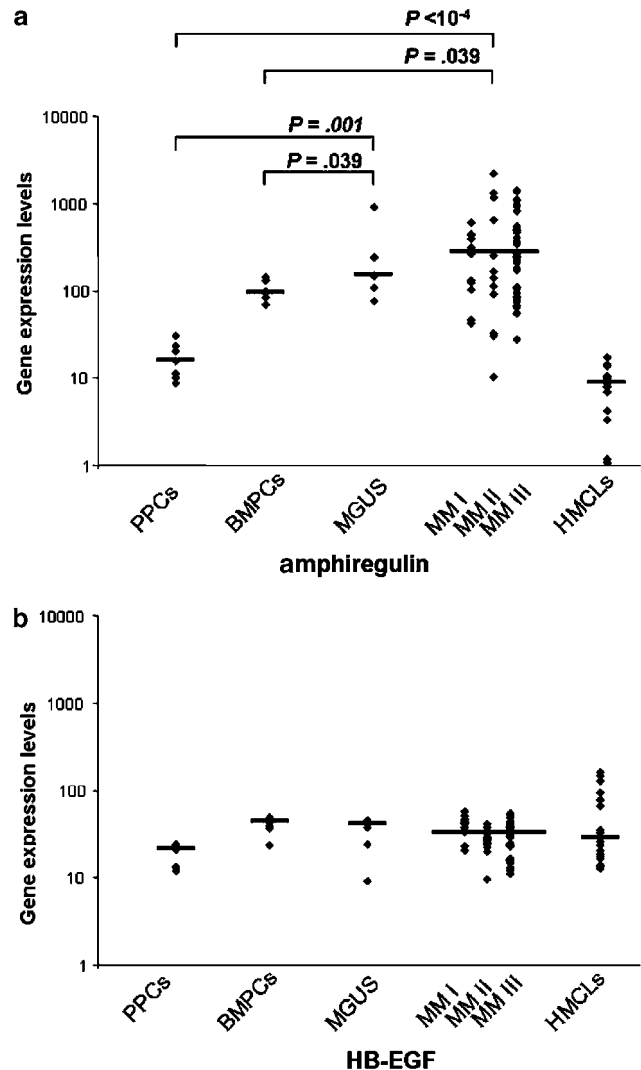 a
P <10⁻⁴
P = .039
P = .001
P = .039
10000
1000
100
10
1
Gene expression levels
PPCs
BMPCs
MGUS
MM I
MM II
MM III
HMCLs
amphiregulin
b
10000
1000
100
10
1
Gene expression levels
PPCs
BMPCs
MGUS
MM I
MM II
MM III
HMCLs
HB-EGF